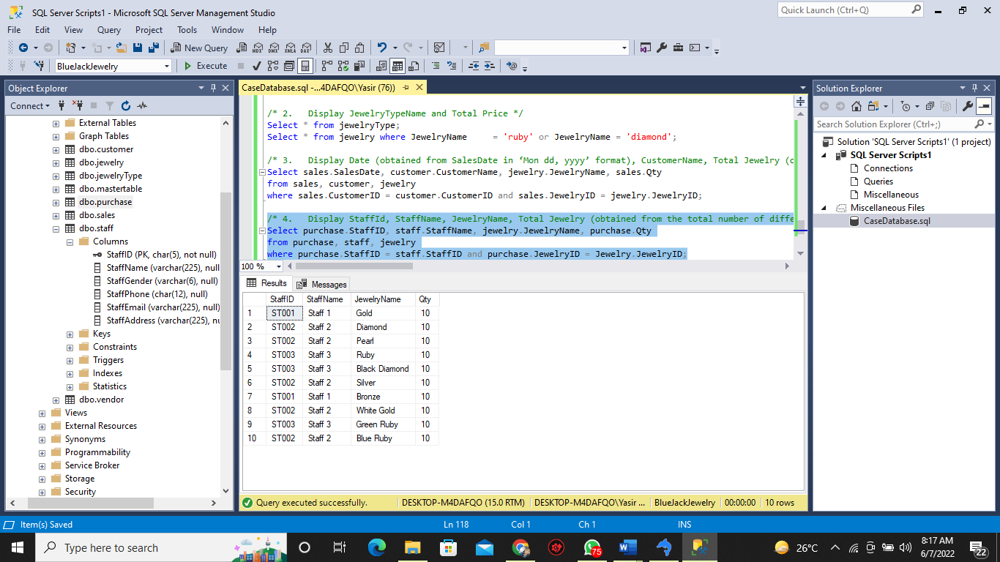 SQL Server Scripts1 - Microsoft SQL Server Management Studio
Quick Launch (Ctrl+Q)
File Edit View Query Project Tools Window Help
New Query MDX DMX XMLA DAX
BlueJackJewelry Execute
Object Explorer
Connect
External Tables
Graph Tables
dbo.customer
dbo.jewelry
dbo.jewelryType
dbo.mastertable
dbo.purchase
dbo.sales
dbo.staff
Columns
StaffID (PK, char(5), not null)
StaffName (varchar(225), null
StaffGender (varchar(6), null)
StaffPhone (char(12), null)
StaffEmail (varchar(225), null)
StaffAddress (varchar(225), nu
Keys
Constraints
Triggers
Indexes
Statistics
dbo.vendor
Views
External Resources
Synonyms
Programmability
Service Broker
Storage
Security
CaseDatabase.sql -...4DAFQO\Yasir (76))
/* 2. Display JewelryTypeName and Total Price */
Select * from jewelryType;
Select * from jewelry where JewelryName = 'ruby' or JewelryName = 'diamond';
/* 3. Display Date (obtained from SalesDate in ‘Mon dd, yyyy’ format), CustomerName, Total Jewelry (c
Select sales.SalesDate, customer.CustomerName, jewelry.JewelryName, sales.Qty
from sales, customer, jewelry
where sales.CustomerID = customer.CustomerID and sales.JewelryID = jewelry.JewelryID;
/* 4. Display StaffId, StaffName, JewelryName, Total Jewelry (obtained from the total number of diffe
Select purchase.StaffID, staff.StaffName, jewelry.JewelryName, purchase.Qty
from purchase, staff, jewelry
where purchase.StaffID = staff.StaffID and purchase.JewelryID = Jewelry.JewelryID;
100 %
Results Messages
StaffID StaffName JewelryName Qty
1 ST001 Staff 1 Gold 10
2 ST002 Staff 2 Diamond 10
3 ST002 Staff 2 Pearl 10
4 ST003 Staff 3 Ruby 10
5 ST003 Staff 3 Black Diamond 10
6 ST002 Staff 2 Silver 10
7 ST001 Staff 1 Bronze 10
8 ST002 Staff 2 White Gold 10
9 ST003 Staff 3 Green Ruby 10
10 ST002 Staff 2 Blue Ruby 10
Query executed successfully. DESKTOP-M4DAFQO (15.0 RTM) DESKTOP-M4DAFQO\Yasir ... BlueJackJewelry 00:00:00 10 rows
Solution Explorer
Search Solution Explorer (Ctrl+;)
Solution 'SQL Server Scripts1' (1 project)
SQL Server Scripts1
Connections
Queries
Miscellaneous
Miscellaneous Files
CaseDatabase.sql
Item(s) Saved Ln 118 Col 1 Ch 1 INS
Type here to search
75
26°C
8:17 AM
6/7/2022
22